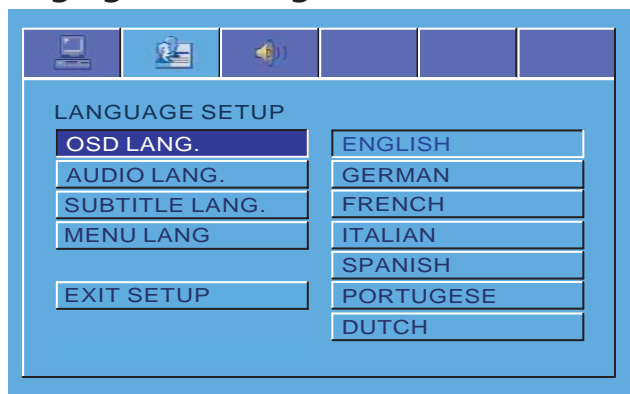 LANGUAGE SETUP
OSD LANG.
AUDIO LANG.
SUBTITLE LANG.
MENU LANG
EXIT SETUP
ENGLISH
GERMAN
FRENCH
ITALIAN
SPANISH
PORTUGESE
DUTCH